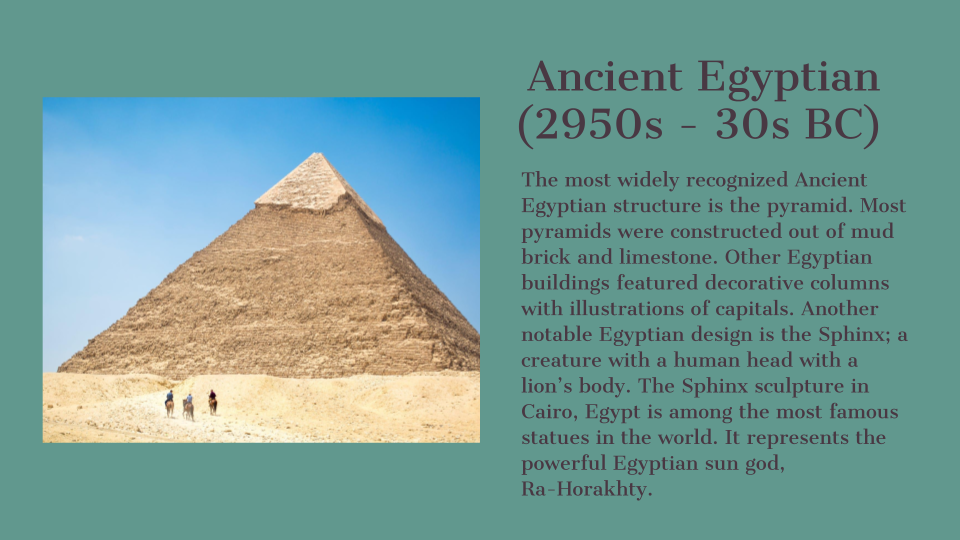 Ancient Egyptian
(2950s - 30s BC)
The most widely recognized Ancient
Egyptian structure is the pyramid. Most
pyramids were constructed out of mud
brick and limestone. Other Egyptian
buildings featured decorative columns
with illustrations of capitals. Another
notable Egyptian design is the Sphinx; a
creature with a human head with a
lion's body. The Sphinx sculpture in
Cairo, Egypt is among the most famous
statues in the world. It represents the
powerful Egyptian sun god,
Ra-Horakhty.